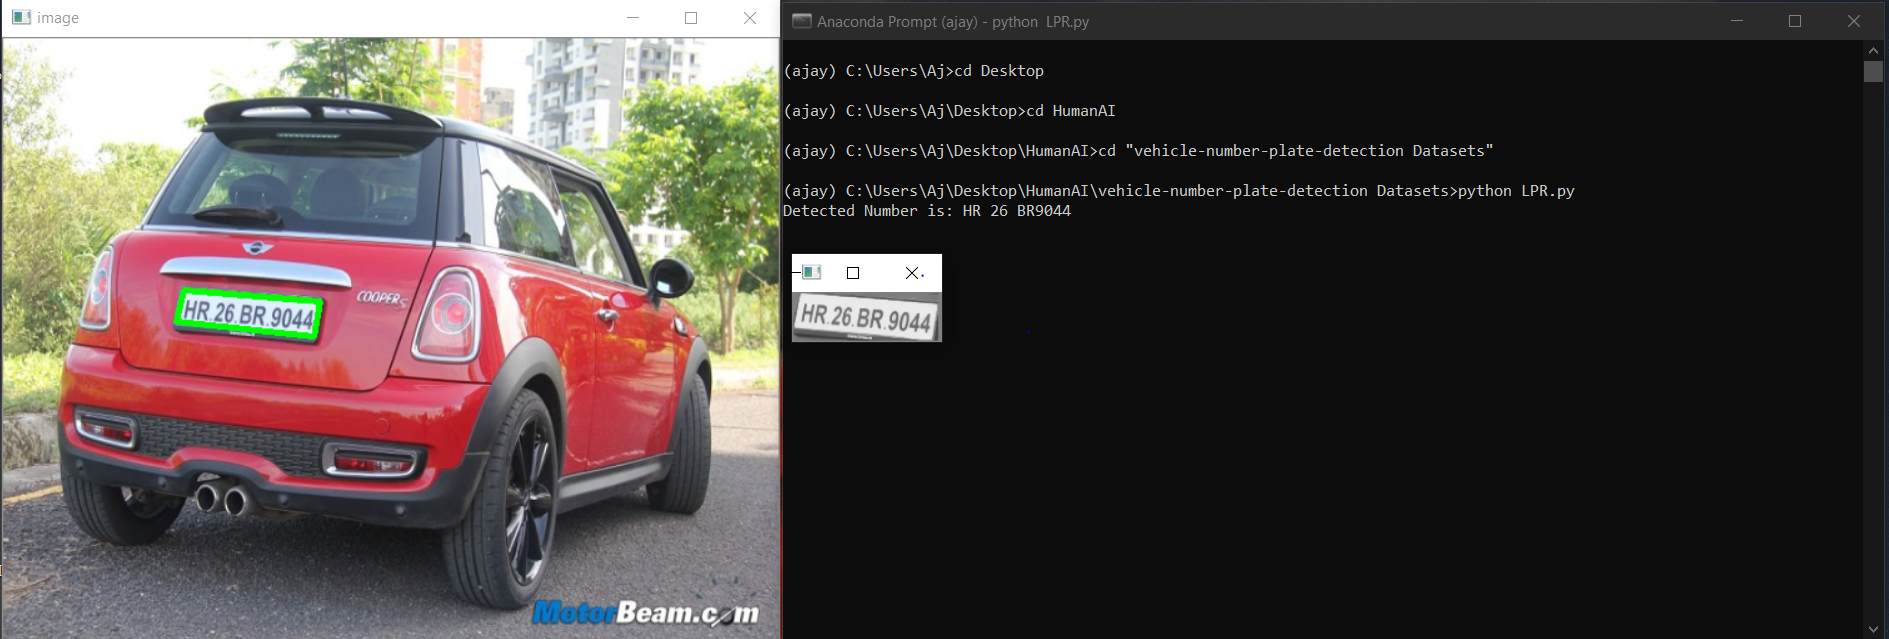 image
COOPER S
HR.26.BR.9044
MotorBeam.com
Anaconda Prompt (ajay) - python  LPR.py
(ajay) C:\Users\Aj>cd Desktop
(ajay) C:\Users\Aj\Desktop>cd HumanAI
(ajay) C:\Users\Aj\Desktop\HumanAI>cd "vehicle-number-plate-detection Datasets"
(ajay) C:\Users\Aj\Desktop\HumanAI\vehicle-number-plate-detection Datasets>python LPR.py
Detected Number is: HR 26 BR9044
HR.26.BR.9044